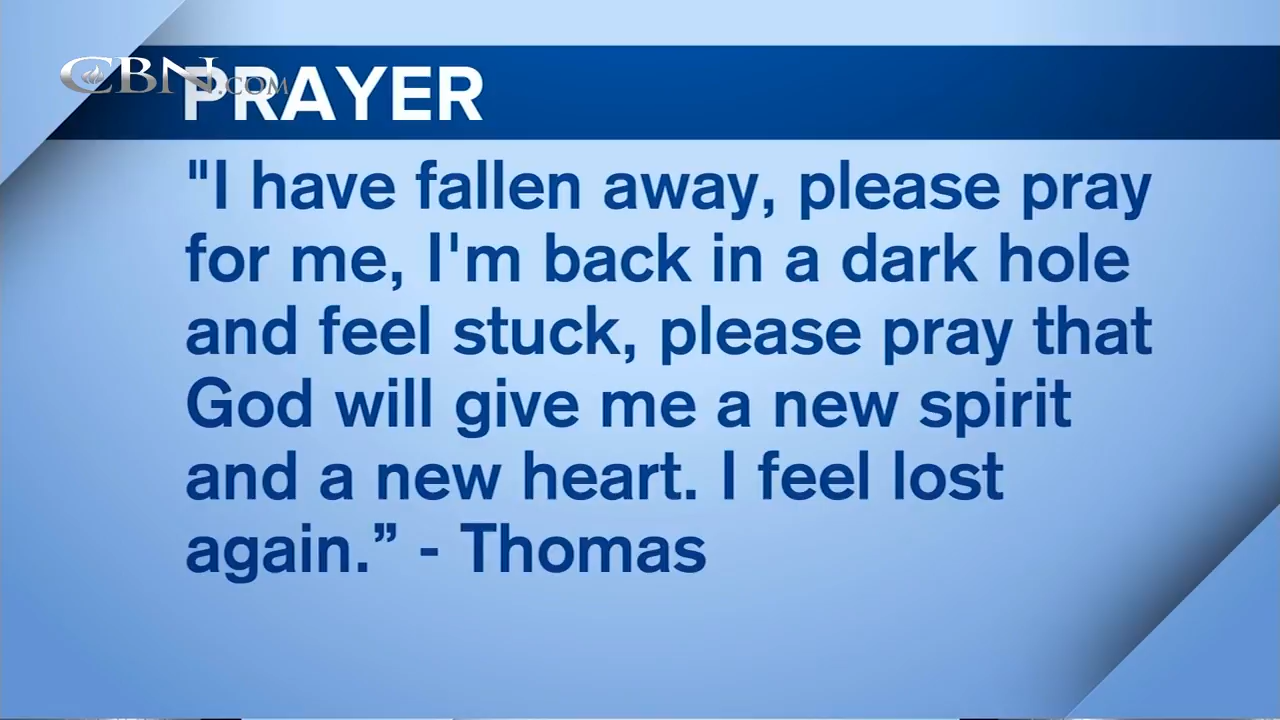 CBN.COM
PRAYER
"I have fallen away, please pray
for me, I'm back in a dark hole
and feel stuck, please pray that
God will give me a new spirit
and a new heart. I feel lost
again.” - Thomas